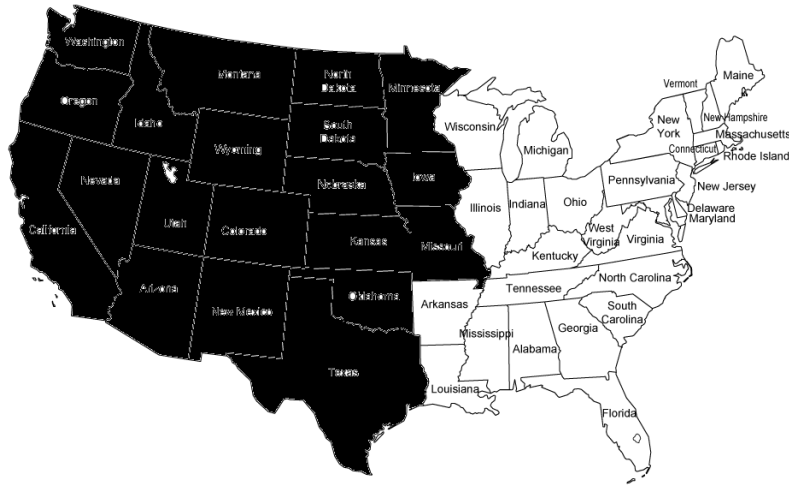 Washington
Montana
North
Dakota
Minnesota
Maine
Vermont
Oregon
Idaho
South
Dakota
Wisconsin
Michigan
New
York
New Hampshire
Massachusetts
Connecticut
Rhode Island
Wyoming
Nebraska
Iowa
Nevada
Utah
Colorado
Kansas
Missouri
Illinois
Indiana
Ohio
Pennsylvania
New Jersey
Delaware
Maryland
West
Virginia
Virginia
California
Kentucky
Arizona
New Mexico
Oklahoma
Arkansas
Tennessee
North Carolina
South
Carolina
Mississippi
Alabama
Georgia
Texas
Louisiana
Florida